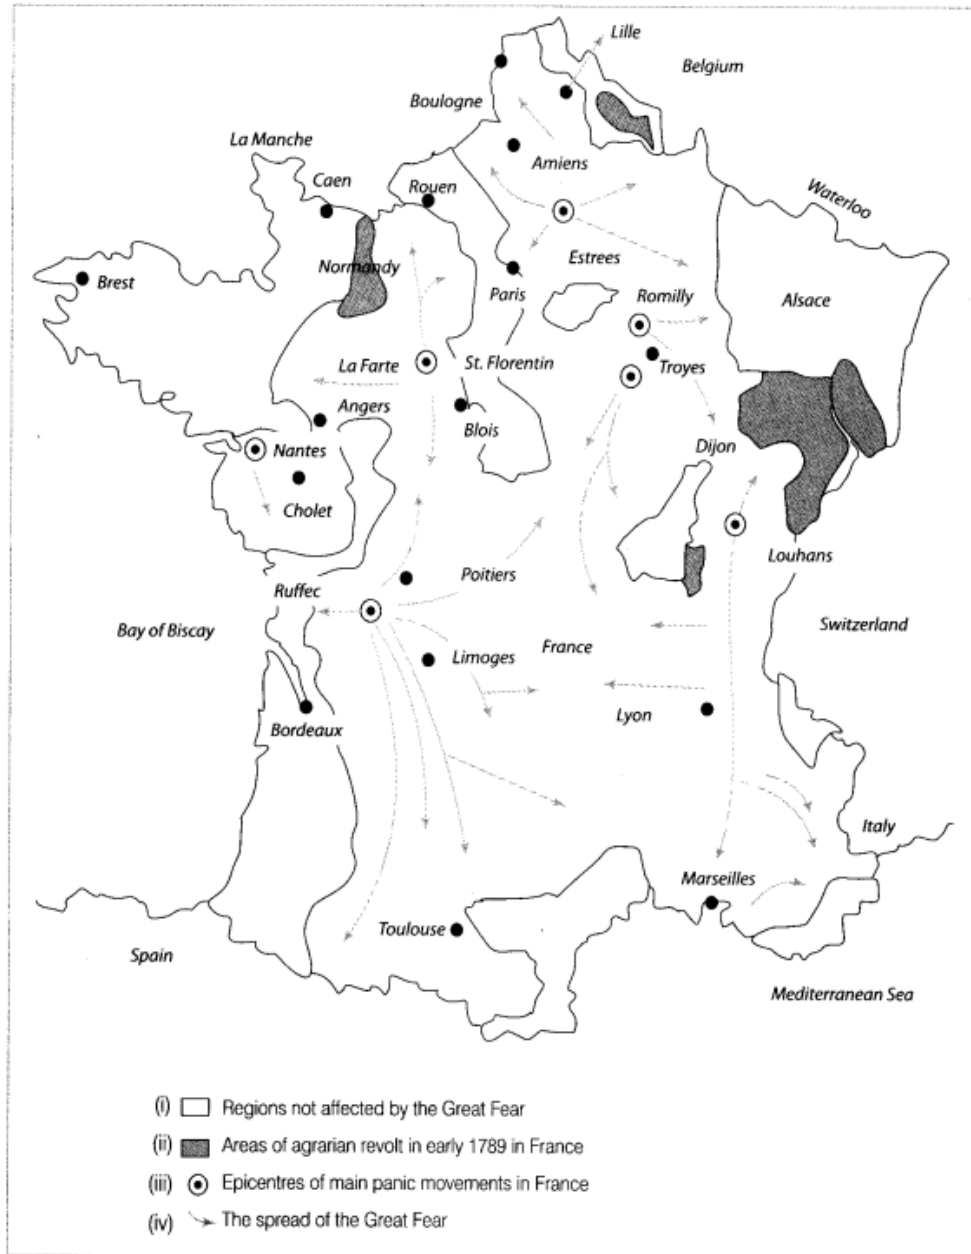 Lille
Belgium
Boulogne
La Manche
Amiens
Caen
Rouen
Waterloo
Estrees
Normandy
Brest
Paris
Romilly
Alsace
La Farte
St. Florentin
Troyes
Angers
Blois
Nantes
Dijon
Cholet
Louhans
Poitiers
Ruffec
Bay of Biscay
Switzerland
France
Limoges
Lyon
Bordeaux
Italy
Marseilles
Toulouse
Spain
Mediterranean Sea
(i) Regions not affected by the Great Fear
(ii) Areas of agrarian revolt in early 1789 in France
(iii) Epicentres of main panic movements in France
(iv) The spread of the Great Fear